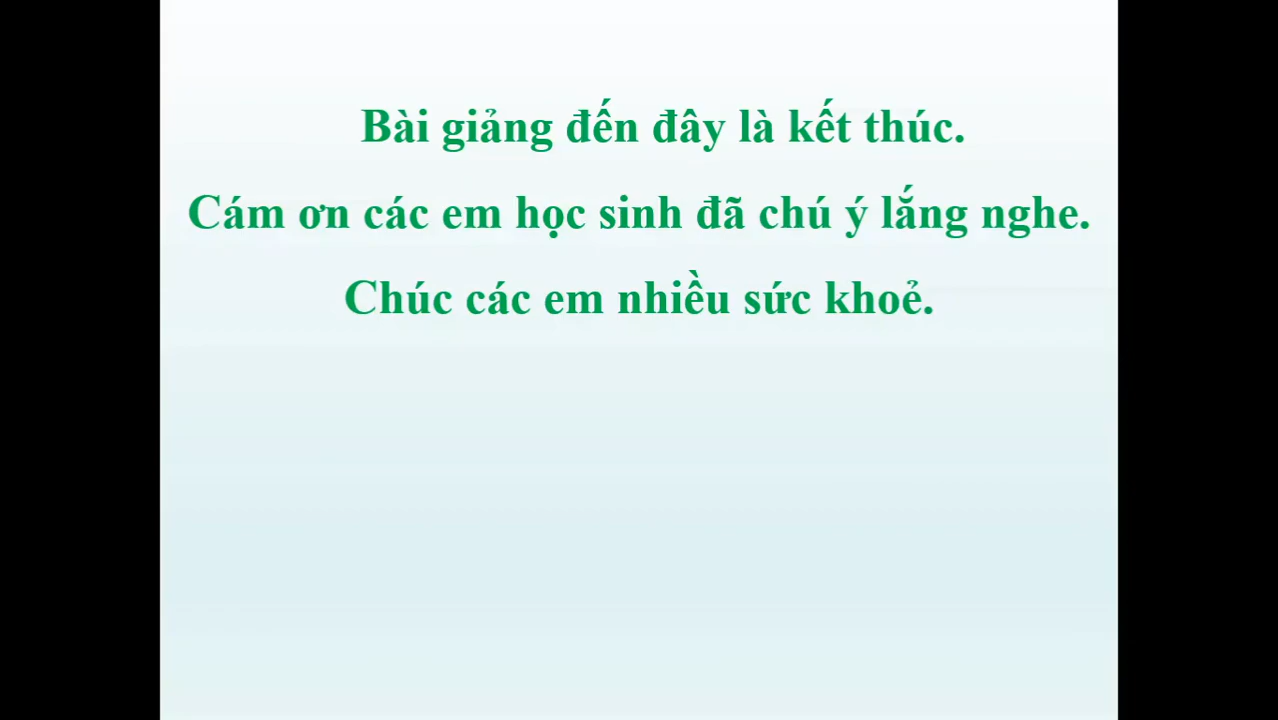 Bài giảng đến đây là kết thúc.
Cám ơn các em học sinh đã chú ý lắng nghe.
Chúc các em nhiều sức khoẻ.